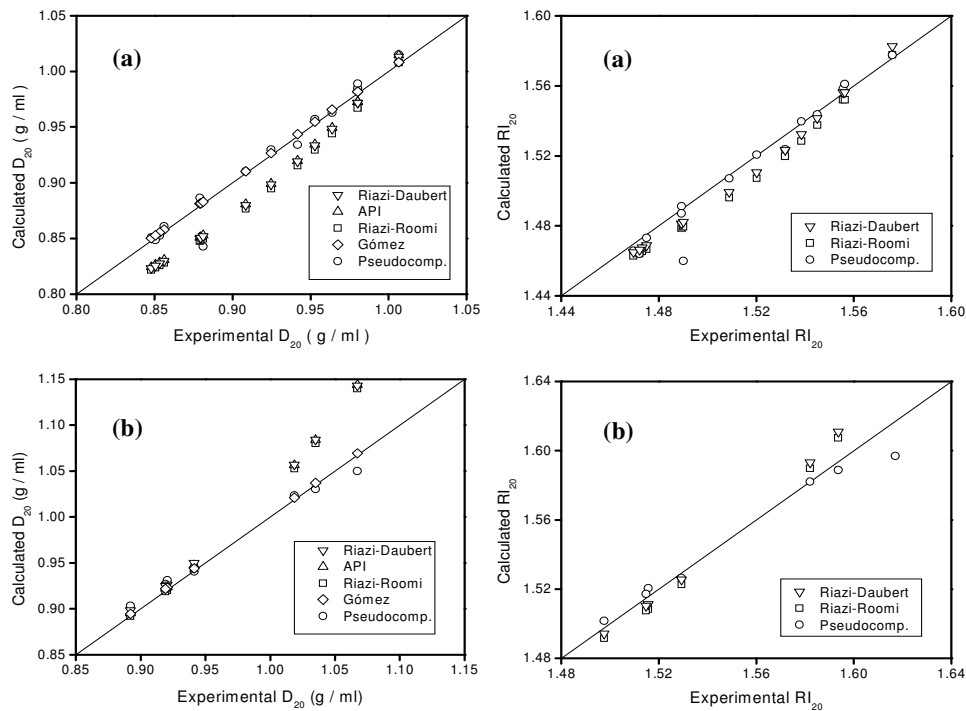 1.05
1.00
0.95
0.90
0.85
0.80
Calculated D20 ( g / ml )
(a)
Riazi-Daubert
API
Riazi-Roomi
Gómez
Pseudocomp.
0.80 0.85 0.90 0.95 1.00 1.05
Experimental D20 ( g / ml )
1.60
1.56
1.52
1.48
1.44
Calculated RI20
(a)
Riazi-Daubert
Riazi-Roomi
Pseudocomp.
1.44 1.48 1.52 1.56 1.60
Experimental RI20
1.15
1.10
1.05
1.00
0.95
0.90
0.85
Calculated D20 (g / ml)
(b)
Riazi-Daubert
API
Riazi-Roomi
Gómez
Pseudocomp.
0.85 0.90 0.95 1.00 1.05 1.10 1.15
Experimental D20 (g / ml)
1.64
1.60
1.56
1.52
1.48
Calculated RI20
(b)
Riazi-Daubert
Riazi-Roomi
Pseudocomp.
1.48 1.52 1.56 1.60 1.64
Experimental RI20